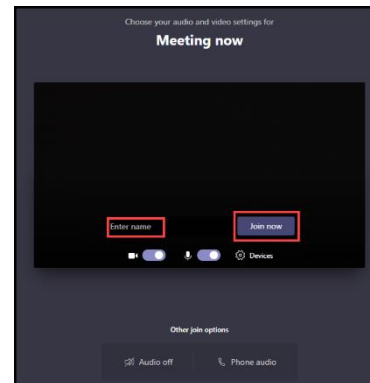 Choose your audio and video settings for
Meeting now
Enter name
Join now
Devices
Other join options
Audio off
Phone audio